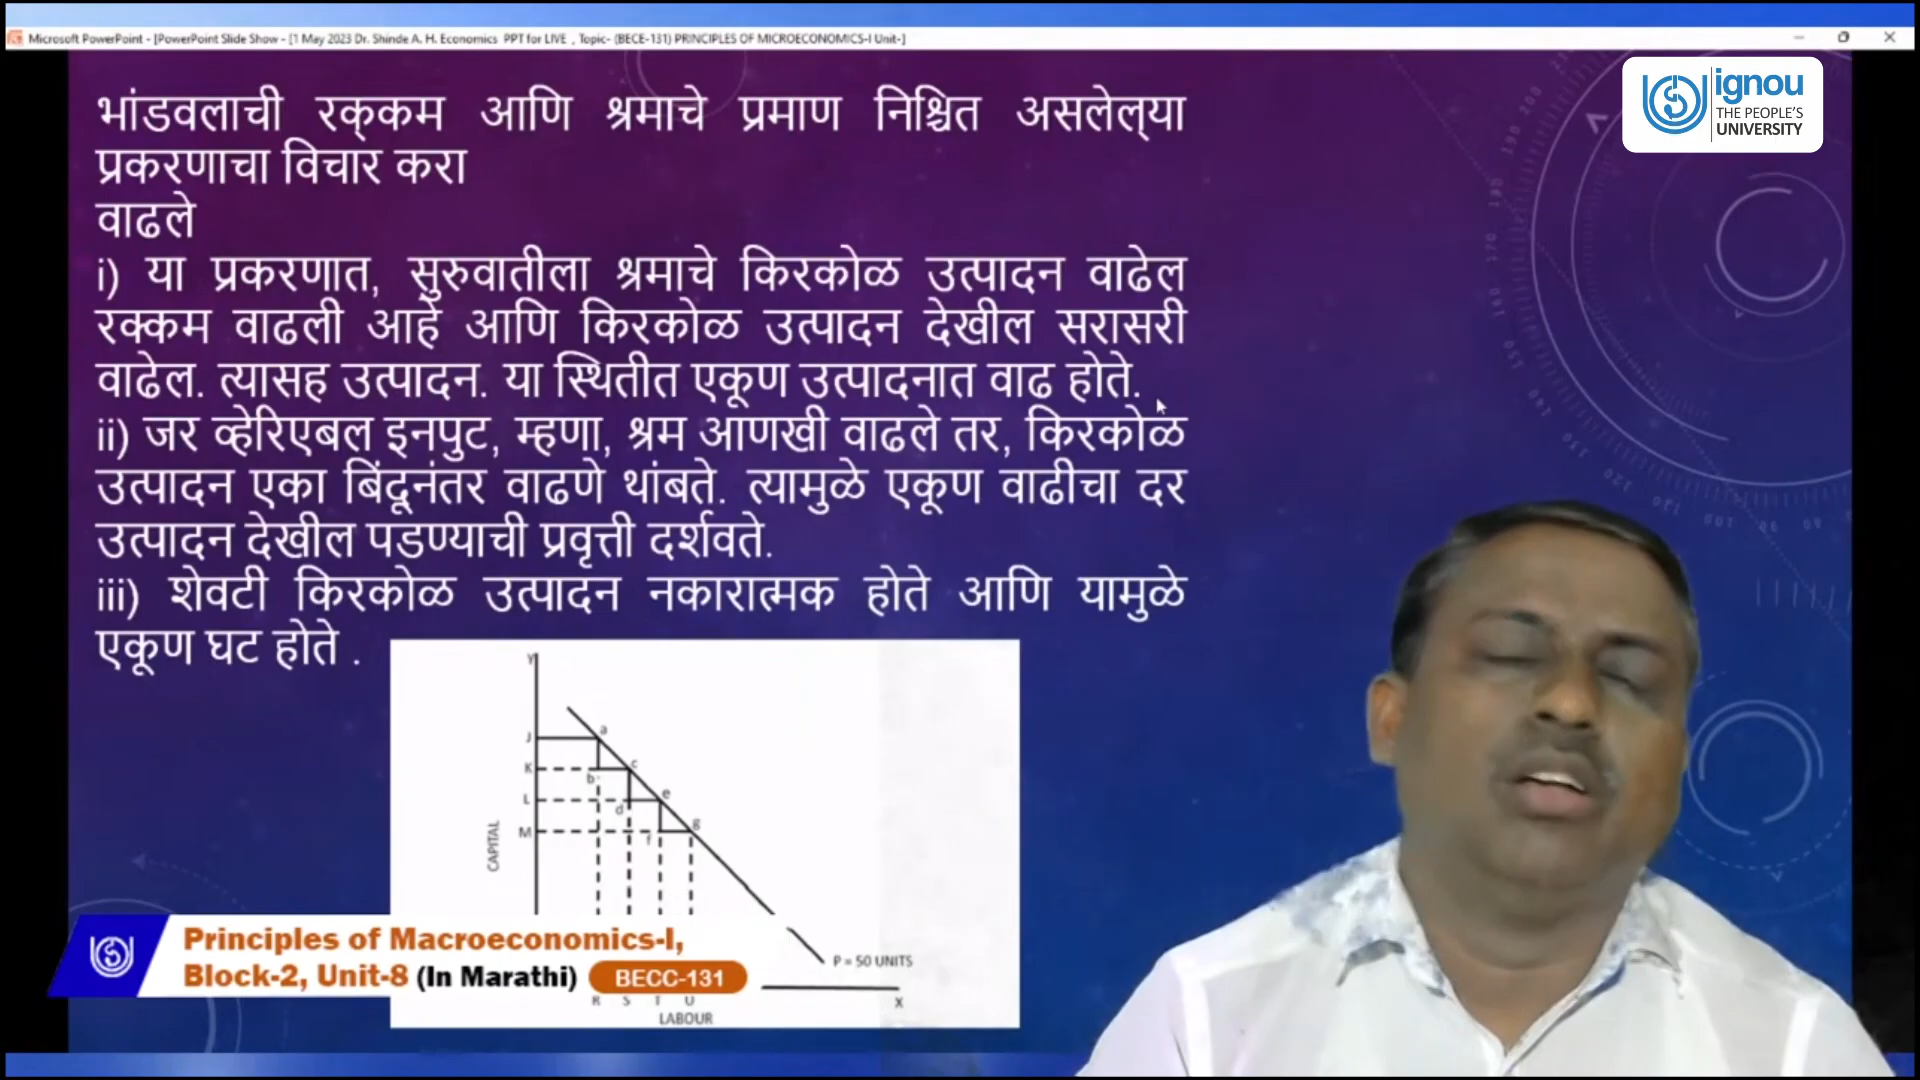 Microsoft PowerPoint - [PowerPoint Slide Show - [1 May 2023 Dr. Shinde A. H. Economics PPT for LIVE , Topic- (BECE-131) PRINCIPLES OF MICROECONOMICS-I Unit-]
ignou
THE PEOPLE'S
UNIVERSITY
भांडवलाची रक्कम आणि श्रमाचे प्रमाण निश्चित असलेल्या
प्रकरणाचा विचार करा
वाढले
i) या प्रकरणात, सुरुवातीला श्रमाचे किरकोळ उत्पादन वाढेल
रक्कम वाढली आहे आणि किरकोळ उत्पादन देखील सरासरी
वाढेल. त्यासह उत्पादन. या स्थितीत एकूण उत्पादनात वाढ होते.
ii) जर व्हेरिएबल इनपुट, म्हणा, श्रम आणखी वाढले तर, किरकोळ
उत्पादन एका बिंदूनंतर वाढणे थांबते. त्यामुळे एकूण वाढीचा दर
उत्पादन देखील पडण्याची प्रवृत्ती दर्शवते.
iii) शेवटी किरकोळ उत्पादन नकारात्मक होते आणि यामुळे
एकूण घट होते .
Y
J
a
K
b
c
L
d
e
M
f
g
CAPITAL
P = 50 UNITS
R S T U
X
LABOUR
Principles of Macroeconomics-I,
Block-2, Unit-8 (In Marathi) BECC-131